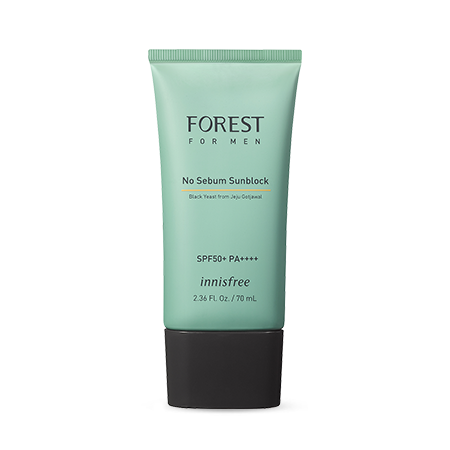 FOREST
FOR MEN
No Sebum Sunblock
Black Yeast from Jeju Gotjawal
SPF50+ PA++++
innisfree
2.36 Fl. Oz. / 70 mL